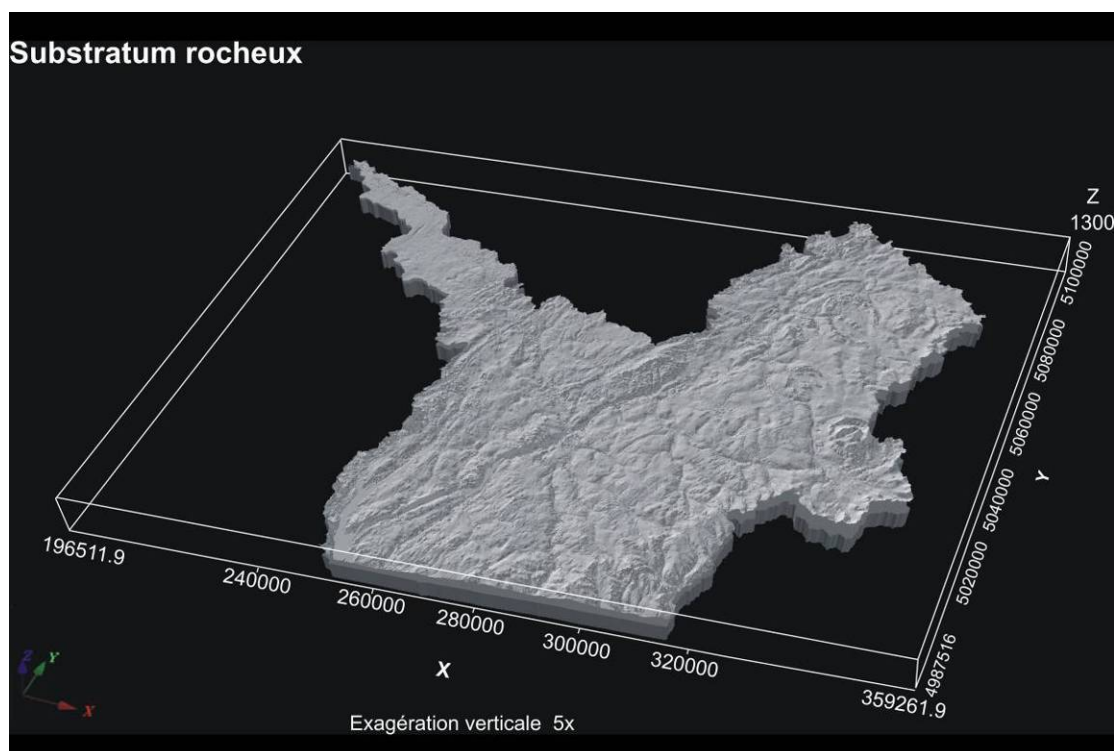 Substratum rocheux
Z
1300
5100000
5080000
5060000
Y
5040000
5020000
4987516
196511.9
240000
260000
280000
300000
320000
359261.9
X
Z
Y
X
Exagération verticale 5x